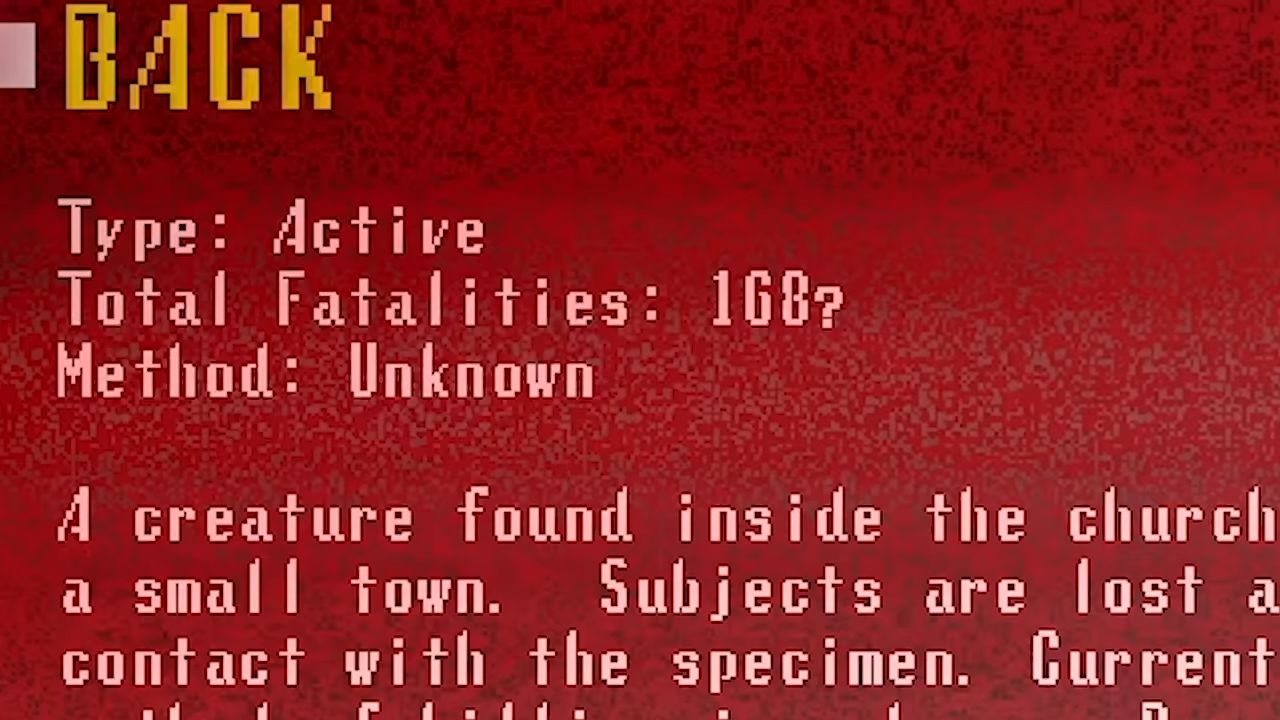 BACK
Type: Active
Total Fatalities: 168?
Method: Unknown
A creature found inside the church
a small town. Subjects are lost a
contact with the specimen. Current